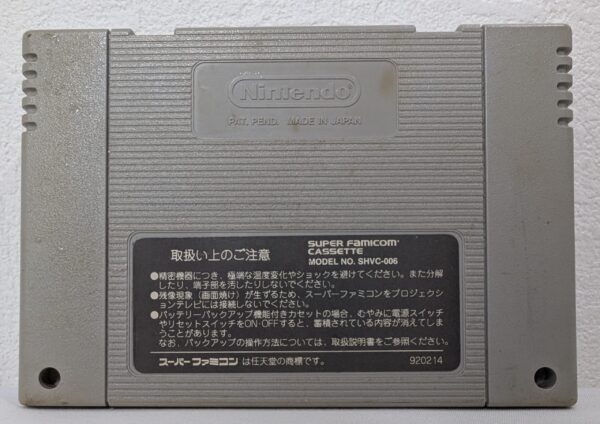 Nintendo
PAT. PEND. MADE IN JAPAN
取扱い上のご注意
SUPER FAMICOM
CASSETTE
MODEL NO. SHVC-006
●精密機器につき、極端な温度変化やショックを避けてください。また分解
したり、端子部を汚したりしないでください。
●残像現象（画面焼け）が生ずるため、スーパーファミコンをプロジェクシ
ョンテレビには接続しないでください。
●バッテリーバックアップ機能付きカセットの場合、むやみに電源スイッチ
やリセットスイッチをON・OFFすると、蓄積されている内容が消えてしま
うことがあります。
なお、バックアップの操作方法については、取扱説明書をご参照ください。
スーパーファミコンは任天堂の商標です。
920214